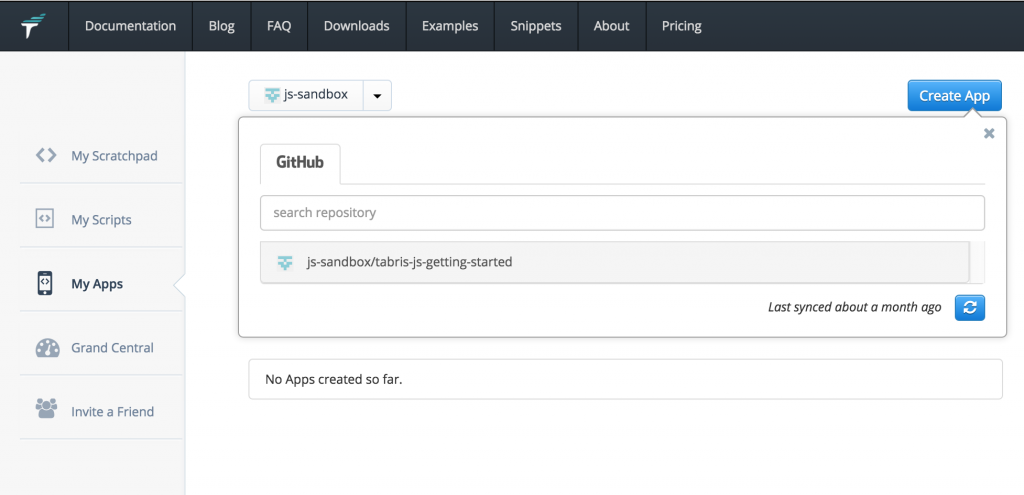 Documentation Blog FAQ Downloads Examples Snippets About Pricing
js-sandbox Create App
GitHub
search repository
js-sandbox/tabris-js-getting-started
Last synced about a month ago
No Apps created so far.
My Scratchpad
My Scripts
My Apps
Grand Central
Invite a Friend